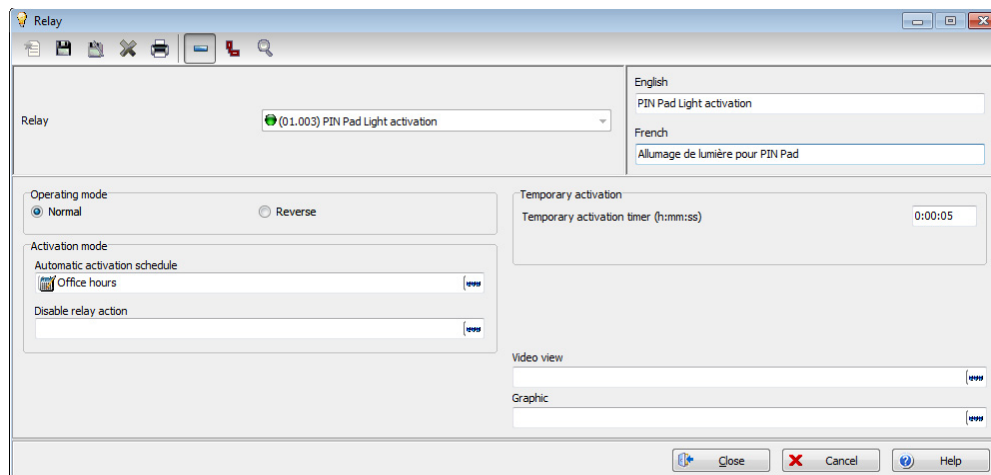 Relay
English
PIN Pad Light activation
Relay
(01.003) PIN Pad Light activation
French
Allumage de lumière pour PIN Pad
Operating mode
Normal
Reverse
Temporary activation
Temporary activation timer (h:mm:ss)
0:00:05
Activation mode
Automatic activation schedule
Office hours
Disable relay action
Video view
Graphic
Close
Cancel
Help